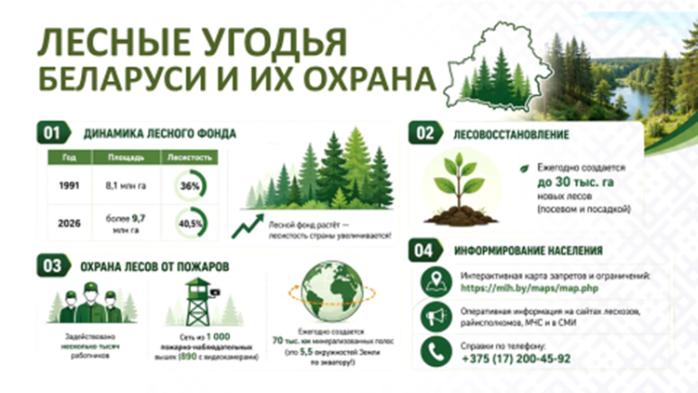 ЛЕСНЫЕ УГОДЬЯ
БЕЛАРУСИ И ИХ ОХРАНА
01 ДИНАМИКА ЛЕСНОГО ФОНДА
Год Площадь Лесистость
1991 8,1 млн га 36%
2026 более 9,7
млн га 40,5%
Лесной фонд растёт —
лесистость страны увеличивается!
02 ЛЕСОВОССТАНОВЛЕНИЕ
Ежегодно создается
до 30 тыс. га
новых лесов
(посевом и посадкой)
03 ОХРАНА ЛЕСОВ ОТ ПОЖАРОВ
Задействовано
несколько тысяч
работников
Сеть из 1 000
пожарно-наблюдательных
вышек (890 с видеокамерами)
Ежегодно создается
70 тыс. км минерализованных полос
(это 5,5 окружностей Земли
по экватору!)
04 ИНФОРМИРОВАНИЕ НАСЕЛЕНИЯ
Интерактивная карта запретов и ограничений:
https://mlh.by/maps/map.php
Оперативная информация на сайтах лесхозов,
райисполкомов, МЧС и в СМИ
Справки по телефону:
+375 (17) 200-45-92